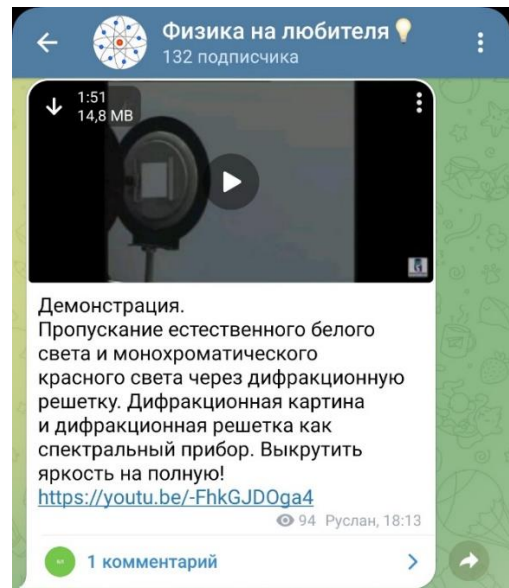 Физика на любителя💡
132 подписчика
1:51
14,8 MB
Демонстрация.
Пропускание естественного белого
света и монохроматического
красного света через дифракционную
решетку. Дифракционная картина
и дифракционная решетка как
спектральный прибор. Выкрутить
яркость на полную!
https://youtu.be/-FhkGJDOga4
94 Руслан, 18:13
1 комментарий